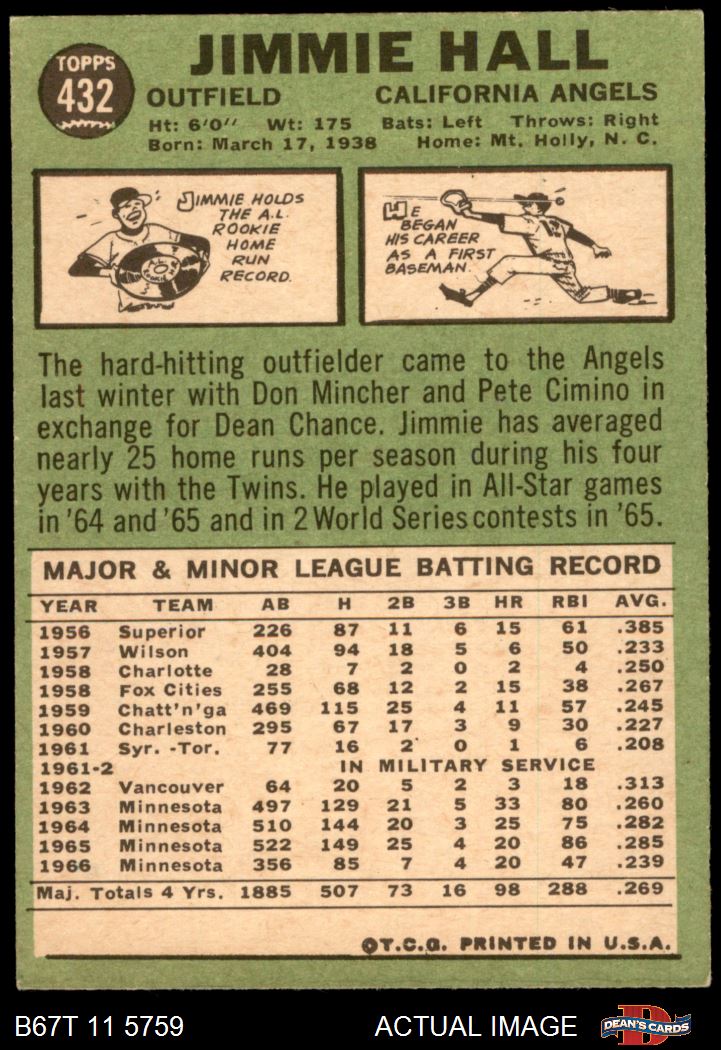 TOPPS
432
JIMMIE HALL
OUTFIELD CALIFORNIA ANGELS
Ht: 6'0" Wt: 175 Bats: Left Throws: Right
Born: March 17, 1938 Home: Mt. Holly, N. C.
JIMMIE HOLDS
THE A.L.
ROOKIE
HOME
RUN
RECORD.
A.L.
ROOKIE H.R.
HE
BEGAN
HIS CAREER
AS A FIRST
BASEMAN.
12
The hard-hitting outfielder came to the Angels
last winter with Don Mincher and Pete Cimino in
exchange for Dean Chance. Jimmie has averaged
nearly 25 home runs per season during his four
years with the Twins. He played in All-Star games
in '64 and '65 and in 2 World Series contests in '65.
MAJOR & MINOR LEAGUE BATTING RECORD
YEAR TEAM AB H 2B 3B HR RBI AVG.
1956 Superior 226 87 11 6 15 61 .385
1957 Wilson 404 94 18 5 6 50 .233
1958 Charlotte 28 7 2 0 2 4 .250
1958 Fox Cities 255 68 12 2 15 38 .267
1959 Chatt'n'ga 469 115 25 4 11 57 .245
1960 Charleston 295 67 17 3 9 30 .227
1961 Syr. -Tor. 77 16 2 0 1 6 .208
1961-2 IN MILITARY SERVICE
1962 Vancouver 64 20 5 2 3 18 .313
1963 Minnesota 497 129 21 5 33 80 .260
1964 Minnesota 510 144 20 3 25 75 .282
1965 Minnesota 522 149 25 4 20 86 .285
1966 Minnesota 356 85 7 4 20 47 .239
Maj. Totals 4 Yrs. 1885 507 73 16 98 288 .269
©T.C.G. PRINTED IN U.S.A.
B67T 11 5759 ACTUAL IMAGE
D
DEAN'S CARDS